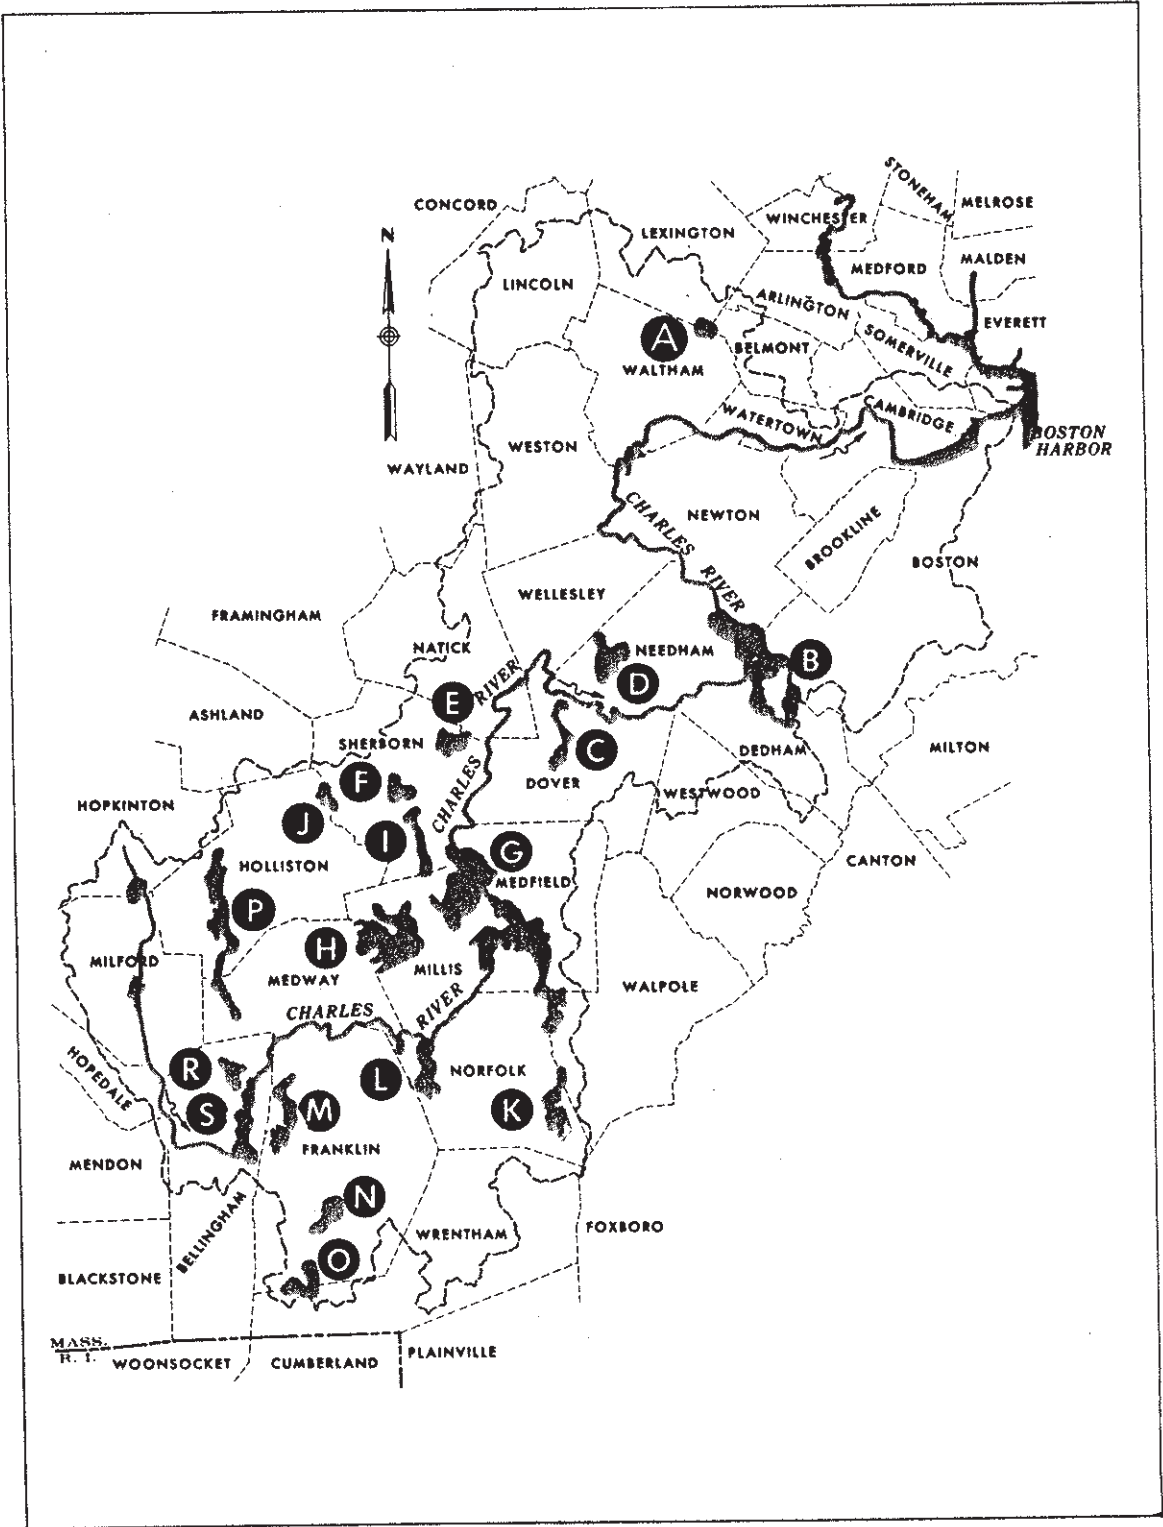 STONEHAM
MELROSE
CONCORD
WINCHESTER
N
LEXINGTON
MEDFORD
MALDEN
LINCOLN
ARLINGTON
EVERETT
A
SOMERVILLE
BELMONT
WALTHAM
WATERTOWN
CAMBRIDGE
BOSTON
HARBOR
WESTON
WAYLAND
CHARLES RIVER
NEWTON
BROOKLINE
BOSTON
WELLESLEY
FRAMINGHAM
NATICK
NEEDHAM
B
D
E
RIVER
ASHLAND
SHERBORN
C
DEDHAM
MILTON
F
DOVER
CHARLES
WESTWOOD
HOPKINTON
J
I
G
HOLLISTON
MEDFIELD
CANTON
NORWOOD
P
H
MILFORD
MEDWAY
MILLIS
WALPOLE
CHARLES
RIVER
HOPEDALE
R
L
NORFOLK
S
M
K
FRANKLIN
MENDON
N
BELLINGHAM
WRENTHAM
FOXBORO
O
BLACKSTONE
MASS.
R. I.
WOONSOCKET
CUMBERLAND
PLAINVILLE